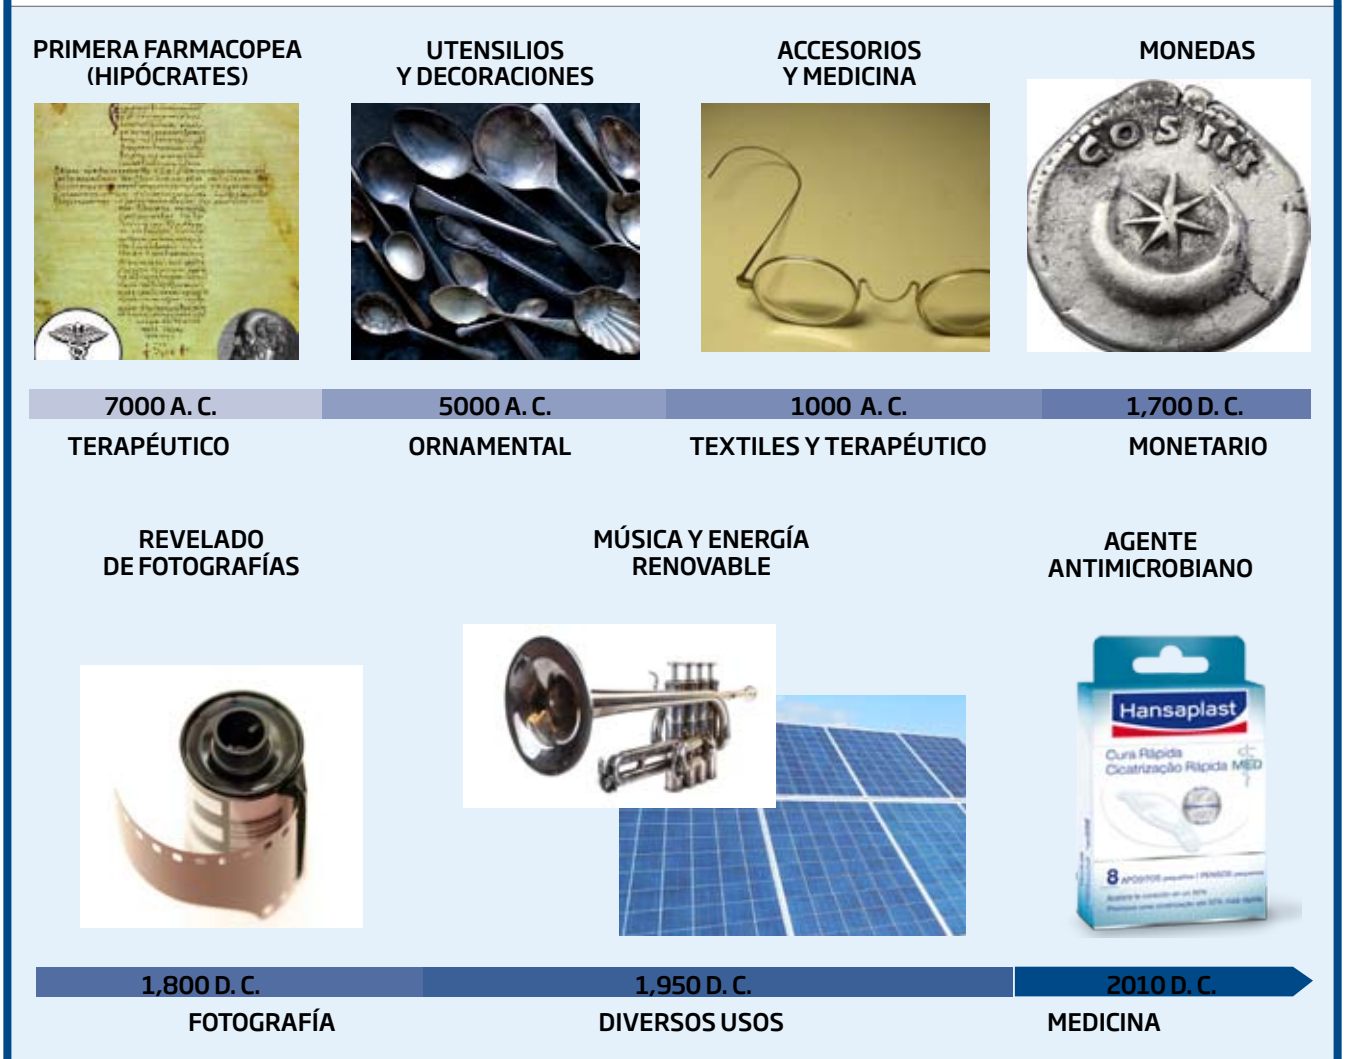 PRIMERA FARMACOPEA
(HIPÓCRATES)
UTENSILIOS
Y DECORACIONES
ACCESORIOS
Y MEDICINA
MONEDAS
COS III
7000 A. C.
5000 A. C.
1000 A. C.
1,700 D. C.
TERAPÉUTICO
ORNAMENTAL
TEXTILES Y TERAPÉUTICO
MONETARIO
REVELADO
DE FOTOGRAFÍAS
MÚSICA Y ENERGÍA
RENOVABLE
AGENTE
ANTIMICROBIANO
Hansaplast
Cura Rápida
Cicatrização Rápida MED
8 APÓSITOS
1,800 D. C.
1,950 D. C.
2010 D. C.
FOTOGRAFÍA
DIVERSOS USOS
MEDICINA